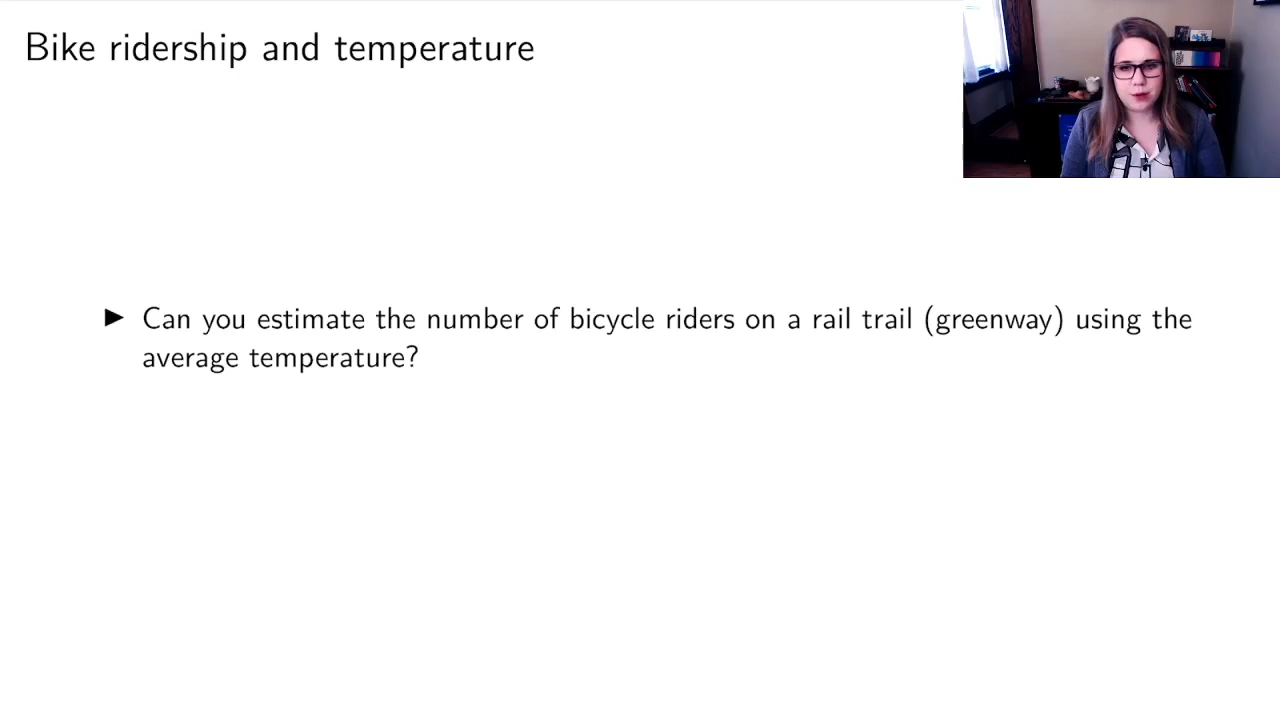 Bike ridership and temperature
▶ Can you estimate the number of bicycle riders on a rail trail (greenway) using the
average temperature?